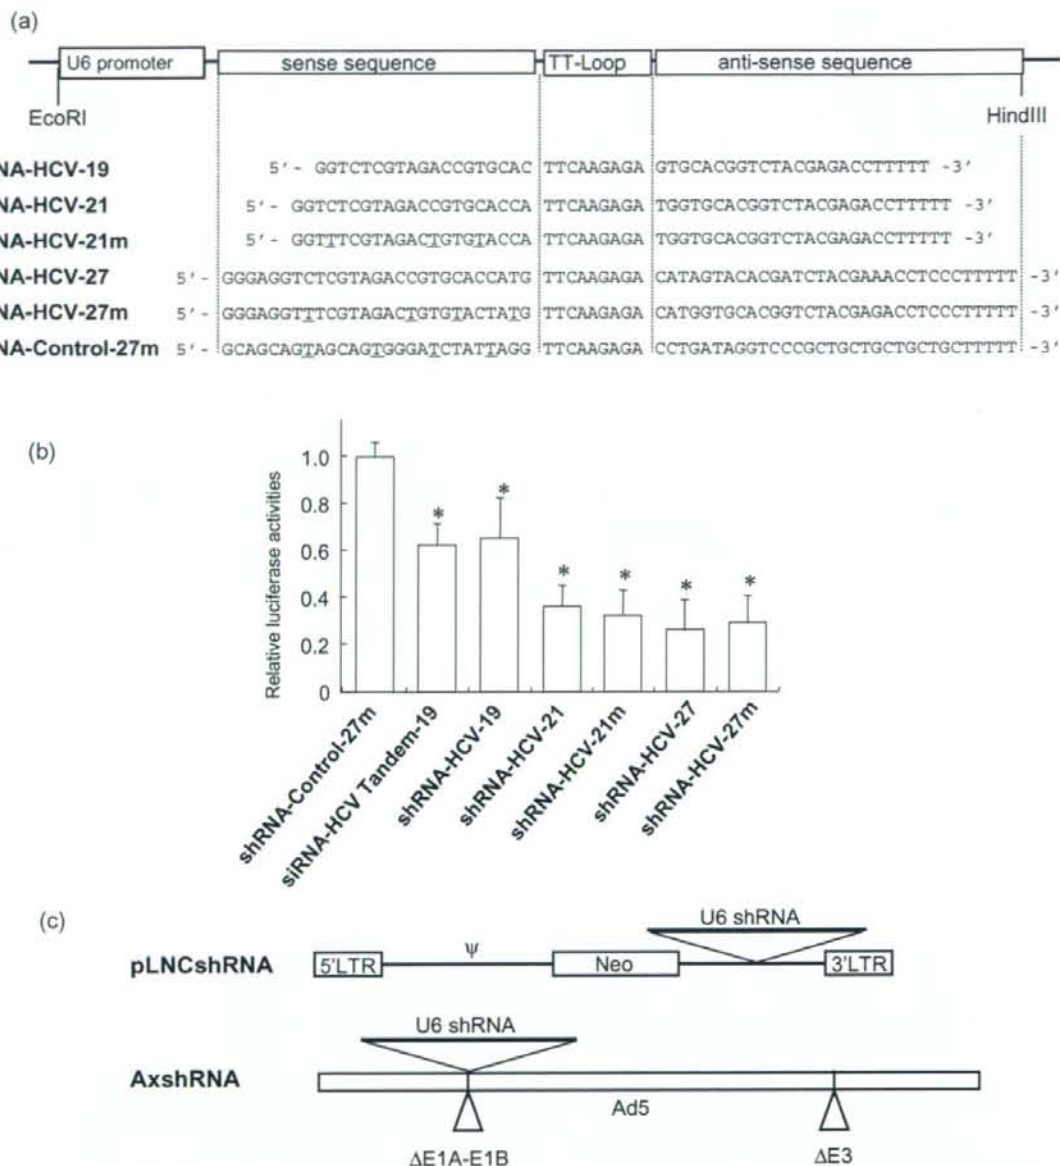 (a)
U6 promoter sense sequence TT-Loop anti-sense sequence
EcoRI HindIII
NA-HCV-19 5'- GGTCTCGTAGACCGTGCAC TTCAAGAGA GTGCACGGTCTACGAGACCTTTTT -3'
NA-HCV-21 5'- GGTCTCGTAGACCGTGCACCA TTCAAGAGA TGGTGCACGGTCTACGAGACCTTTTT -3'
NA-HCV-21m 5'- GGTTTCGTAGACTGTGTACCA TTCAAGAGA TGGTGCACGGTCTACGAGACCTTTTT -3'
NA-HCV-27 5'- GGGAGGTCTCGTAGACCGTGCACCATG TTCAAGAGA CATAGTACACGATCTACGAAACCTCCCTTTTT -3'
NA-HCV-27m 5'- GGGAGGTTTCGTAGACTGTGTACTATG TTCAAGAGA CATGGTGCACGGTCTACGAGACCTCCCTTTTT -3'
NA-Control-27m 5'- GCAGCAGTAGCAGTGGGATCTATTAGG TTCAAGAGA CCTGATAGGTCCCGCTGCTGCTGCTGCTTTTT -3'
(b)
Relative luciferase activities
1.0
0.8
0.6
0.4
0.2
0
* * * * * *
shRNA-Control-27m
siRNA-HCV Tandem-19
shRNA-HCV-19
shRNA-HCV-21
shRNA-HCV-21m
shRNA-HCV-27
shRNA-HCV-27m
(c)
U6 shRNA
pLNCshRNA 5'LTR ψ Neo 3'LTR
U6 shRNA
AxshRNA
Ad5
ΔE1A-E1B ΔE3